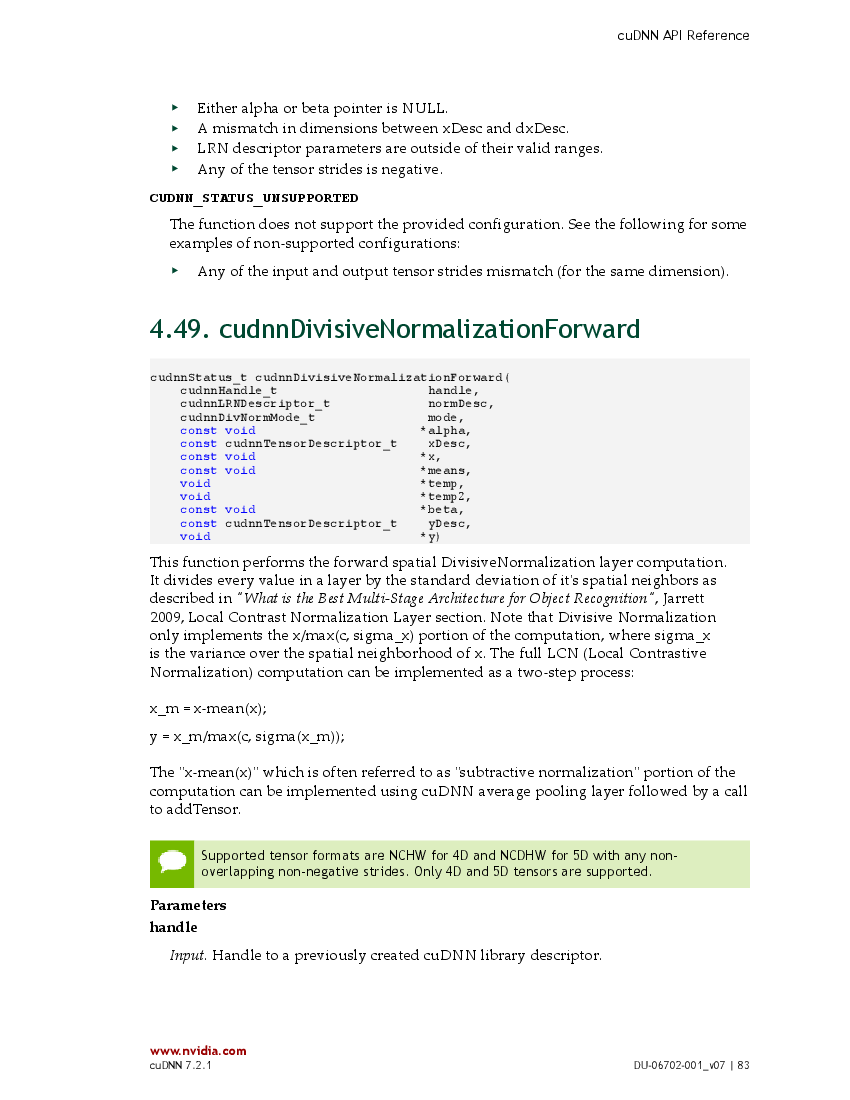 cuDNN API Reference
▸ Either alpha or beta pointer is NULL.
▸ A mismatch in dimensions between xDesc and dxDesc.
▸ LRN descriptor parameters are outside of their valid ranges.
▸ Any of the tensor strides is negative.
CUDNN_STATUS_UNSUPPORTED
The function does not support the provided configuration. See the following for some
examples of non-supported configurations:
▸ Any of the input and output tensor strides mismatch (for the same dimension).
4.49. cudnnDivisiveNormalizationForward
cudnnStatus_t cudnnDivisiveNormalizationForward(
    cudnnHandle_t                    handle,
    cudnnLRNDescriptor_t             normDesc,
    cudnnDivNormMode_t               mode,
    const void                      *alpha,
    const cudnnTensorDescriptor_t    xDesc,
    const void                      *x,
    const void                      *means,
    void                            *temp,
    void                            *temp2,
    const void                      *beta,
    const cudnnTensorDescriptor_t    yDesc,
    void                            *y)
This function performs the forward spatial DivisiveNormalization layer computation.
It divides every value in a layer by the standard deviation of it's spatial neighbors as
described in "What is the Best Multi-Stage Architecture for Object Recognition", Jarrett
2009, Local Contrast Normalization Layer section. Note that Divisive Normalization
only implements the x/max(c, sigma_x) portion of the computation, where sigma_x
is the variance over the spatial neighborhood of x. The full LCN (Local Contrastive
Normalization) computation can be implemented as a two-step process:
x_m = x-mean(x);
y = x_m/max(c, sigma(x_m));
The "x-mean(x)" which is often referred to as "subtractive normalization" portion of the
computation can be implemented using cuDNN average pooling layer followed by a call
to addTensor.
Supported tensor formats are NCHW for 4D and NCDHW for 5D with any non-
overlapping non-negative strides. Only 4D and 5D tensors are supported.
Parameters
handle
Input. Handle to a previously created cuDNN library descriptor.
www.nvidia.com
cuDNN 7.2.1
DU-06702-001_v07 | 83